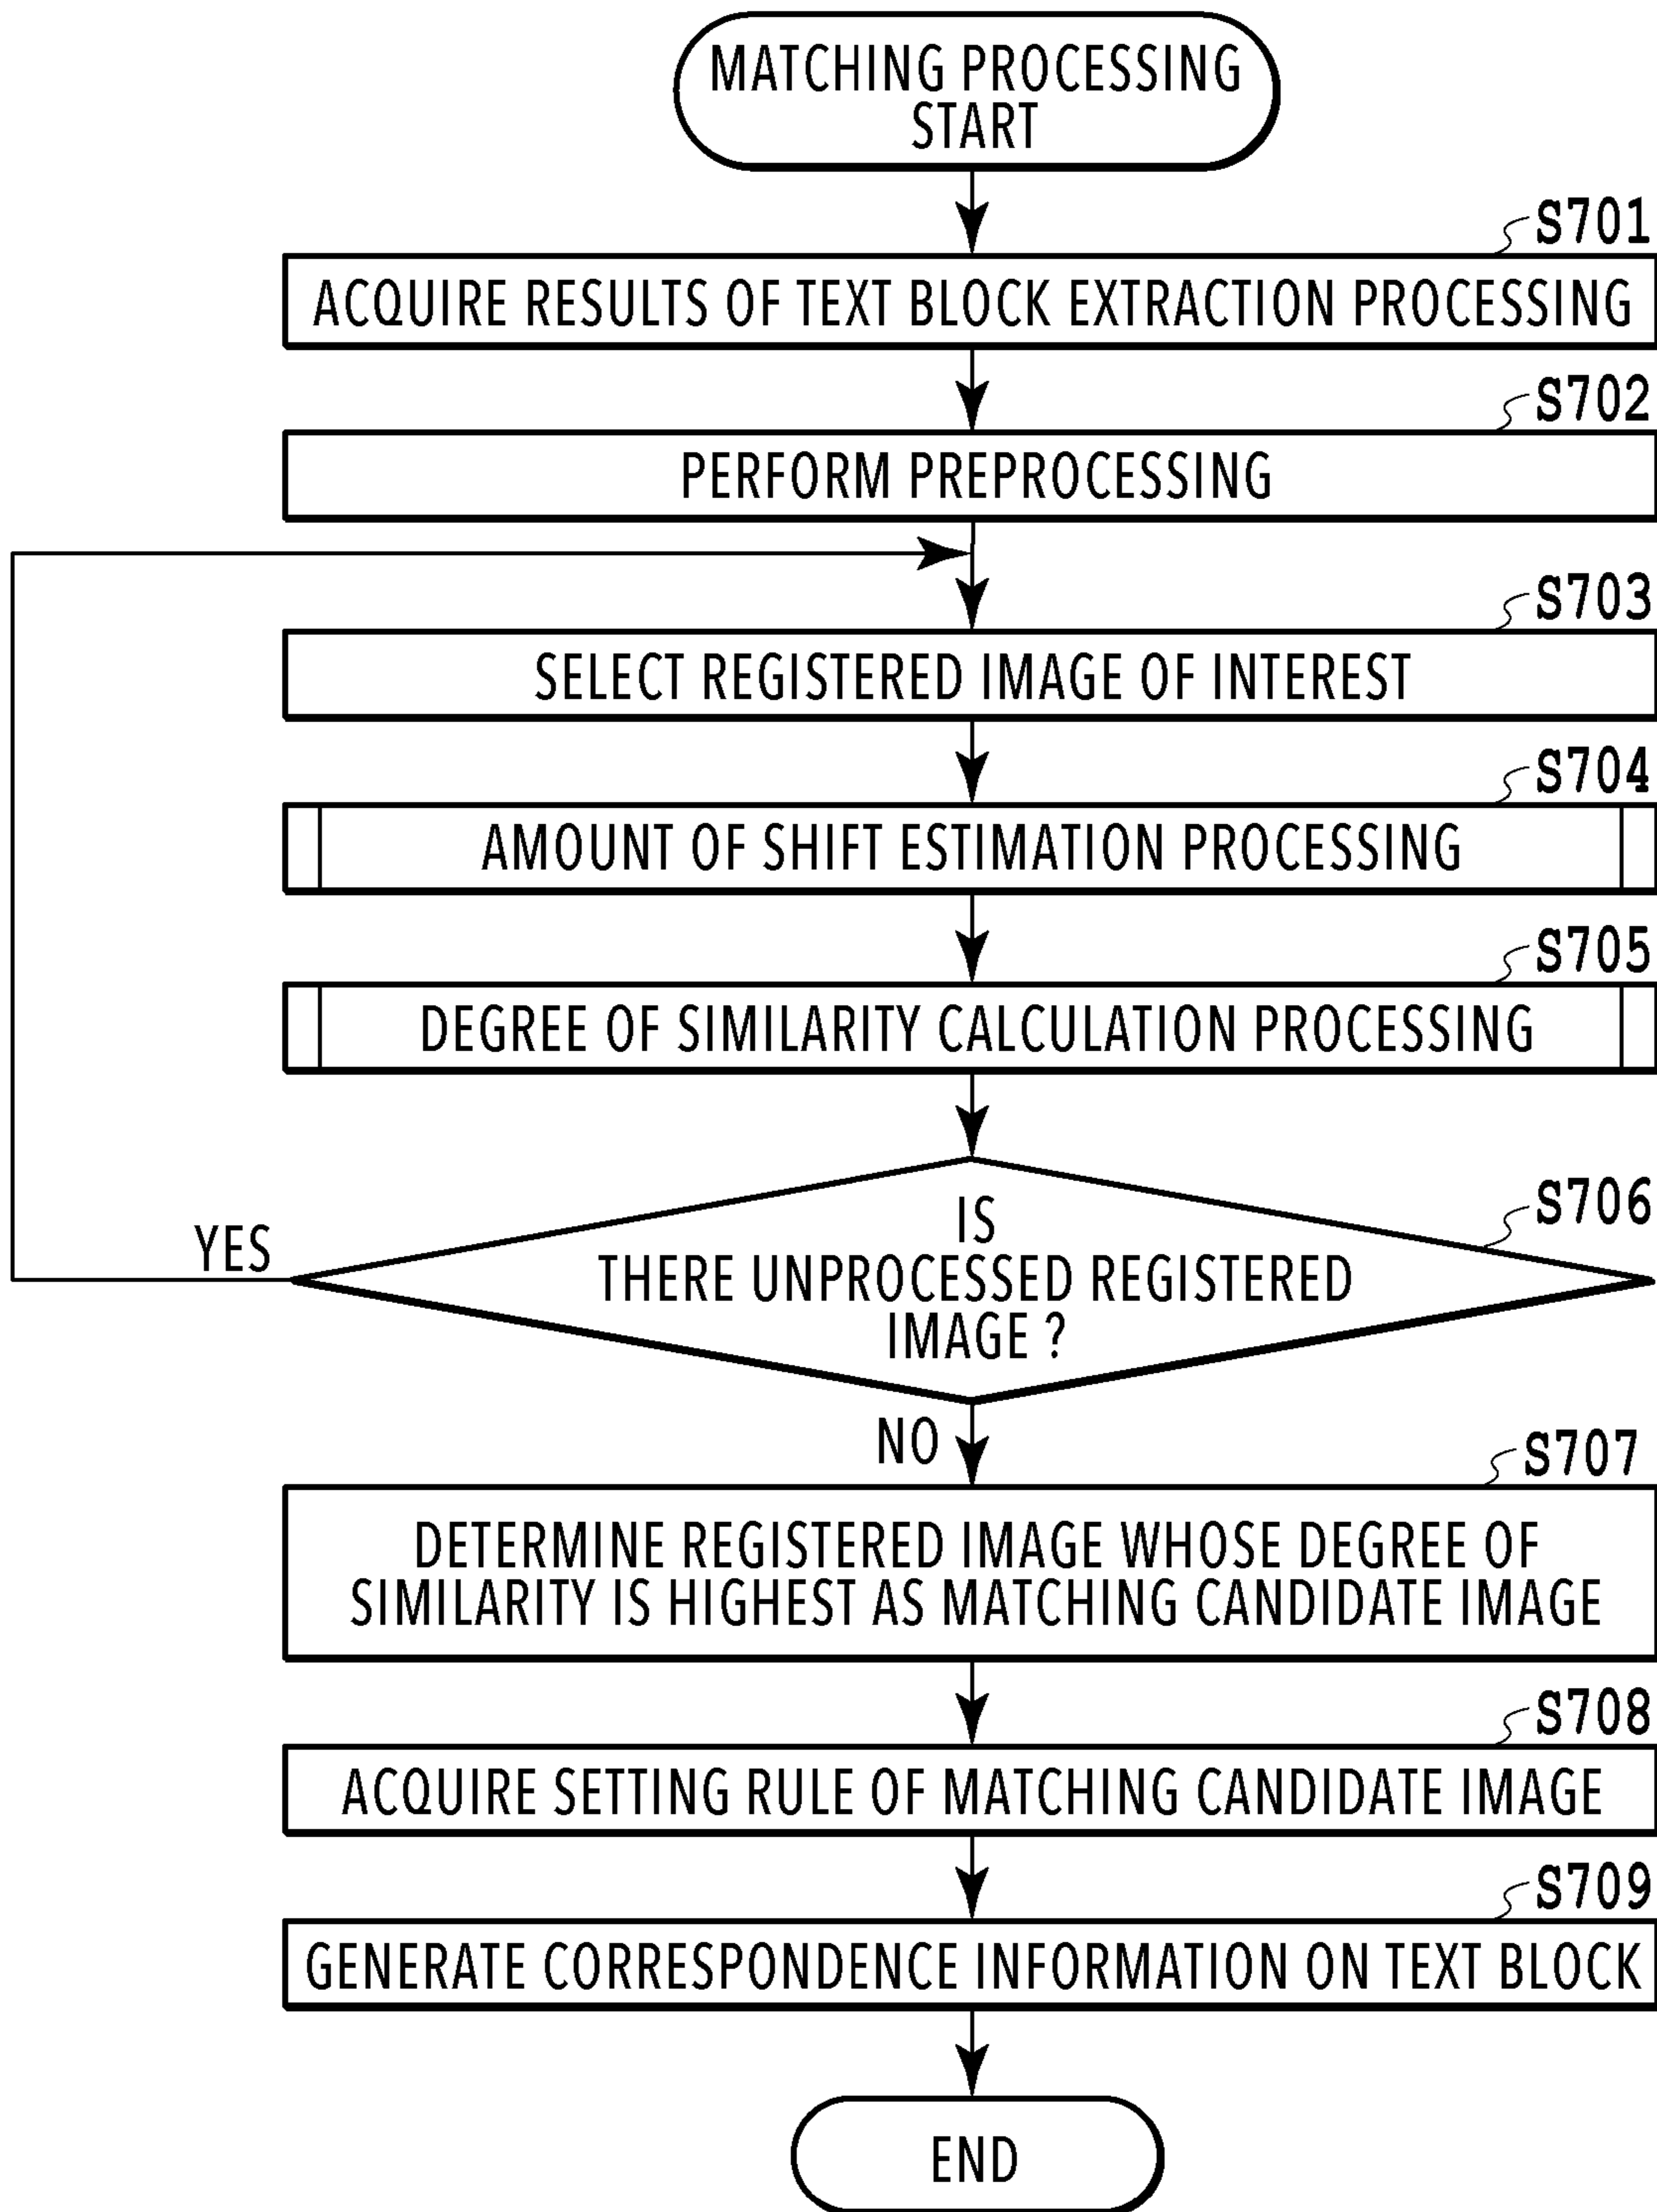 MATCHING PROCESSING
START
S701
ACQUIRE RESULTS OF TEXT BLOCK EXTRACTION PROCESSING
S702
PERFORM PREPROCESSING
S703
SELECT REGISTERED IMAGE OF INTEREST
S704
AMOUNT OF SHIFT ESTIMATION PROCESSING
S705
DEGREE OF SIMILARITY CALCULATION PROCESSING
S706
IS
THERE UNPROCESSED REGISTERED
IMAGE ?
YES
NO
S707
DETERMINE REGISTERED IMAGE WHOSE DEGREE OF
SIMILARITY IS HIGHEST AS MATCHING CANDIDATE IMAGE
S708
ACQUIRE SETTING RULE OF MATCHING CANDIDATE IMAGE
S709
GENERATE CORRESPONDENCE INFORMATION ON TEXT BLOCK
END